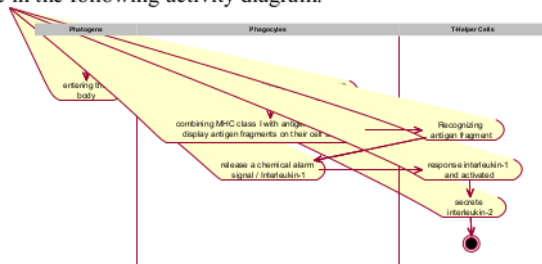 in the following activity diagram.
Phatogens Phagocytes T-Helper Cells
entering th
body
combining MHC class I with antig
display antigen fragments on their cell s
Recognizing
antigen fragment
release a chemical alarm
signal / Interleukin-1
response interleukin-1
and activated
secrete
interleukin-2